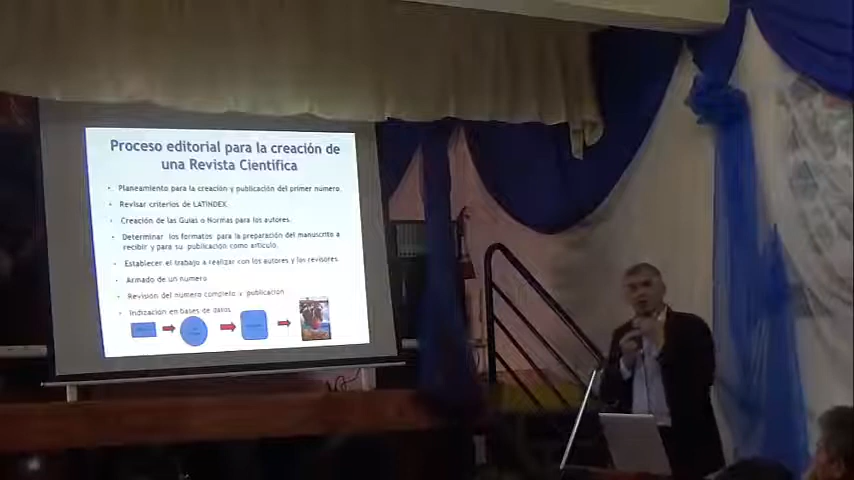 Proceso editorial para la creación de
una Revista Científica
• Planeamiento para la creación y publicación del primer número.
• Revisar criterios de LATINDEX.
• Creación de las Guías o Normas para los autores.
• Determinar los formatos para la preparación del manuscrito a
recibir y para su publicación como artículo.
• Establecer el trabajo a realizar con los autores y los revisores.
• Armado de un numero
• Revisión del numero completo y publicación
• Indización en bases de datos